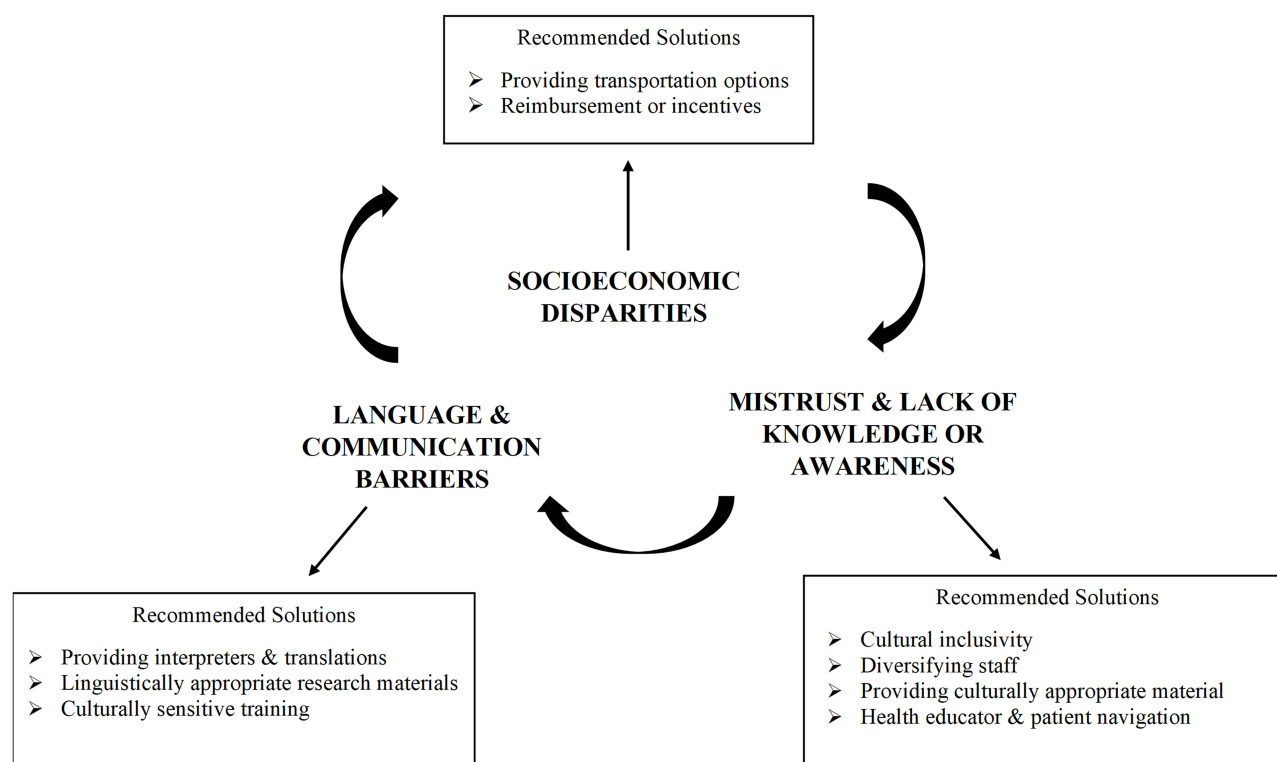 Recommended Solutions
➢ Providing transportation options
➢ Reimbursement or incentives
SOCIOECONOMIC
DISPARITIES
LANGUAGE &
COMMUNICATION
BARRIERS
MISTRUST & LACK OF
KNOWLEDGE OR
AWARENESS
Recommended Solutions
➢ Providing interpreters & translations
➢ Linguistically appropriate research materials
➢ Culturally sensitive training
Recommended Solutions
➢ Cultural inclusivity
➢ Diversifying staff
➢ Providing culturally appropriate material
➢ Health educator & patient navigation